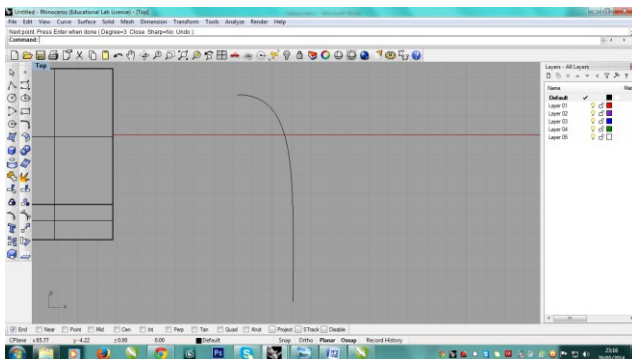 Untitled - Rhinoceros (Educational Lab License) - [Top]
File Edit View Curve Surface Solid Mesh Dimension Transform Tools Analyze Render Help
Next point. Press Enter when done ( Degree=3 Close Sharp=No Undo ):
Command:
Top
Layers - All Layers
Name
Default
Layer 01
Layer 02
Layer 03
Layer 04
Layer 05
End Near Point Mid Cen Int Perp Tan Quad Knot Project STrack Disable
CPlane x 65.77 y -4.22 z 0.00 0.00 Default Snap Ortho Planar Osnap Record History
23:16